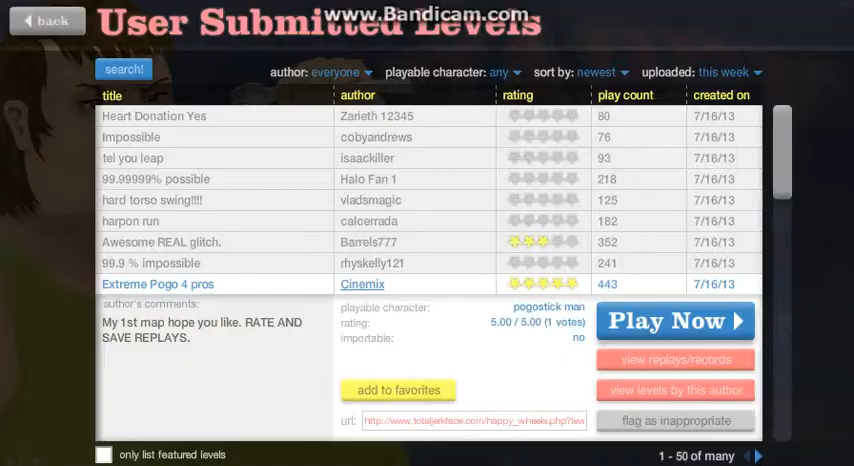 back
User Submitted Levels
www.Bandicam.com
search!
author: everyone
playable character: any
sort by: newest
uploaded: this week
title author rating play count created on
Heart Donation Yes Zarieth 12345 80 7/16/13
Impossible cobyandrews 76 7/16/13
tel you leap isaackiller 93 7/16/13
99.99999% possible Halo Fan 1 218 7/16/13
hard torso swing!!!! vladsmagic 125 7/16/13
harpon run calcerrada 182 7/16/13
Awesome REAL glitch. Barrels777 352 7/16/13
99.9 % impossible rhyskelly121 241 7/16/13
Extreme Pogo 4 pros Cinemix 443 7/16/13
author's comments:
My 1st map hope you like. RATE AND
SAVE REPLAYS.
playable character: pogostick man
rating: 5.00 / 5.00 (1 votes)
importable: no
add to favorites
url: http://www.totaljerkface.com/happy_wheels.php?leve
Play Now
view replays/records
view levels by this author
flag as inappropriate
only list featured levels
1 - 50 of many